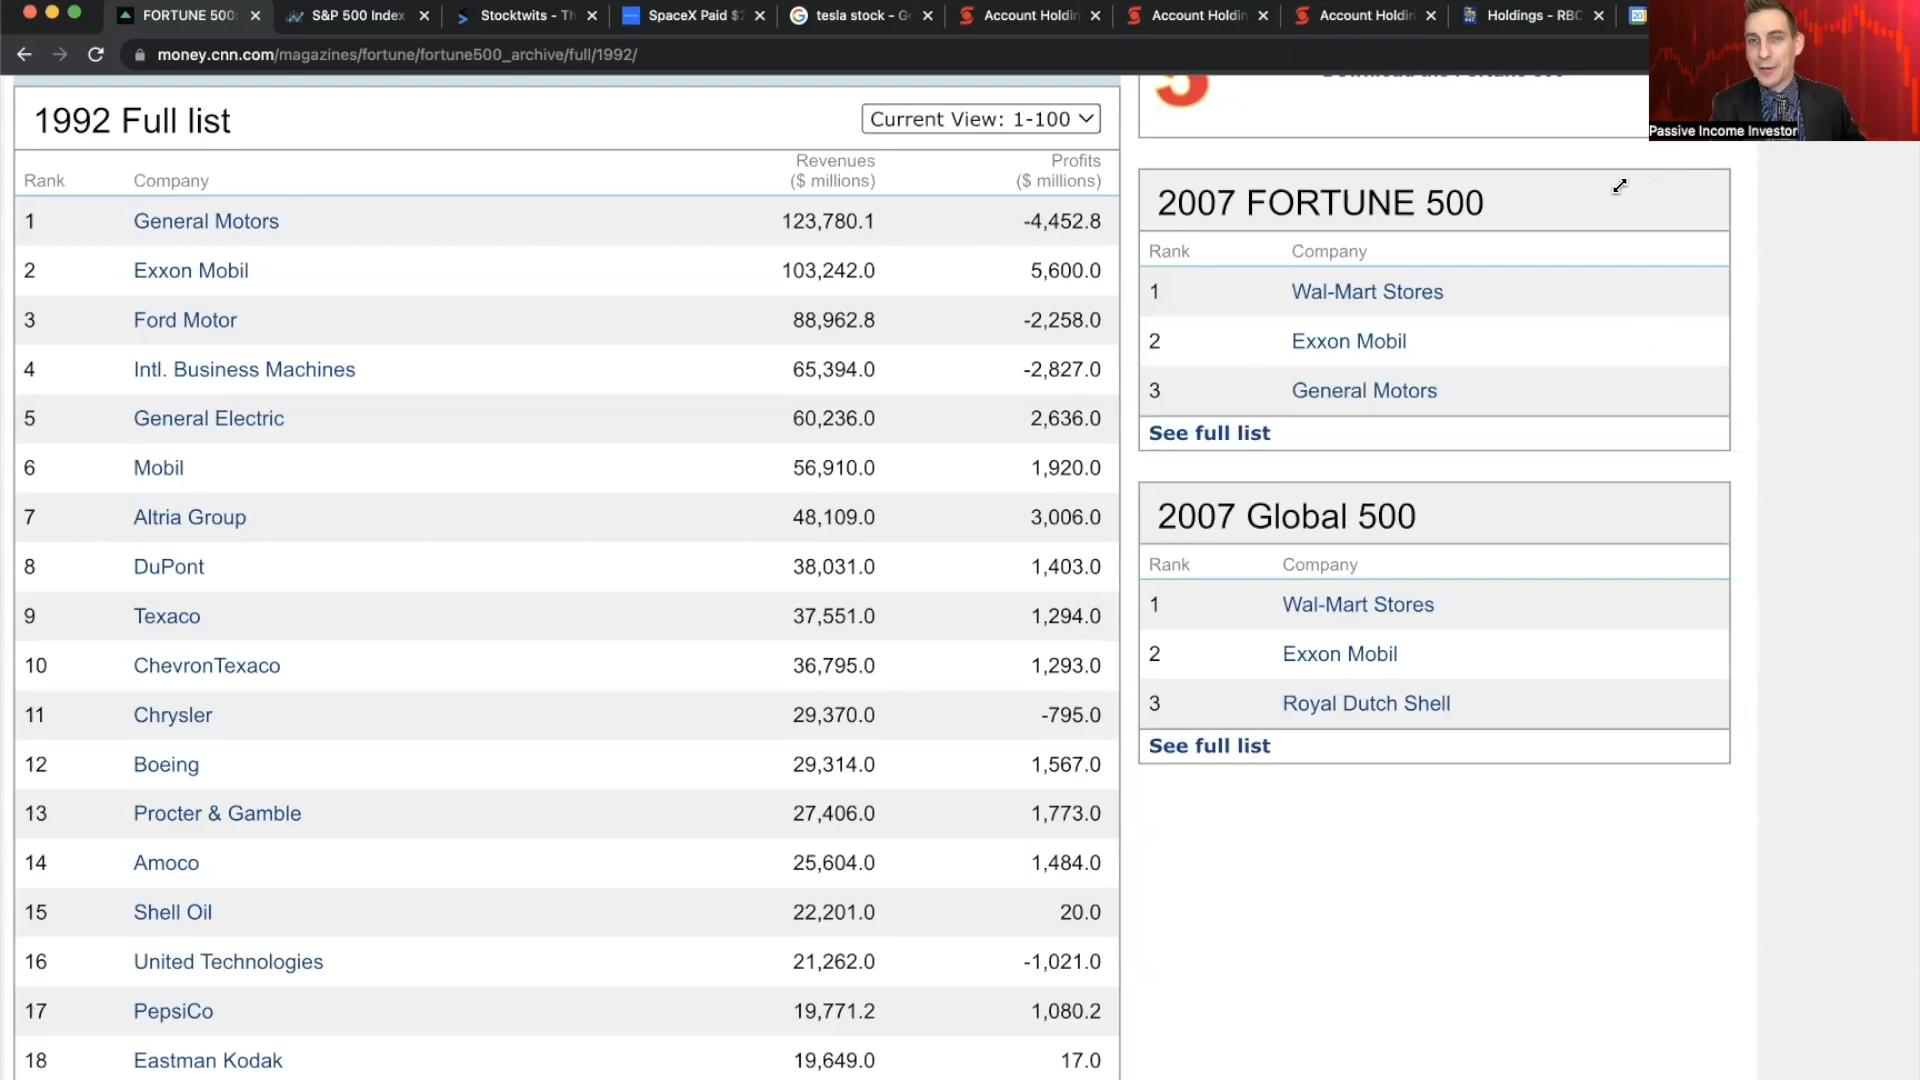 FORTUNE 500:
S&P 500 Index
Stocktwits - Th
SpaceX Paid $
tesla stock - G
Account Holdin
Account Holdin
Account Holdin
Holdings - RBC
20
money.cnn.com/magazines/fortune/fortune500_archive/full/1992/
Passive Income Investor
5
1992 Full list
Current View: 1-100
Rank Company Revenues ($ millions) Profits ($ millions)
1 General Motors 123,780.1 -4,452.8
2 Exxon Mobil 103,242.0 5,600.0
3 Ford Motor 88,962.8 -2,258.0
4 Intl. Business Machines 65,394.0 -2,827.0
5 General Electric 60,236.0 2,636.0
6 Mobil 56,910.0 1,920.0
7 Altria Group 48,109.0 3,006.0
8 DuPont 38,031.0 1,403.0
9 Texaco 37,551.0 1,294.0
10 ChevronTexaco 36,795.0 1,293.0
11 Chrysler 29,370.0 -795.0
12 Boeing 29,314.0 1,567.0
13 Procter & Gamble 27,406.0 1,773.0
14 Amoco 25,604.0 1,484.0
15 Shell Oil 22,201.0 20.0
16 United Technologies 21,262.0 -1,021.0
17 PepsiCo 19,771.2 1,080.2
18 Eastman Kodak 19,649.0 17.0
2007 FORTUNE 500
Rank Company
1 Wal-Mart Stores
2 Exxon Mobil
3 General Motors
See full list
2007 Global 500
Rank Company
1 Wal-Mart Stores
2 Exxon Mobil
3 Royal Dutch Shell
See full list